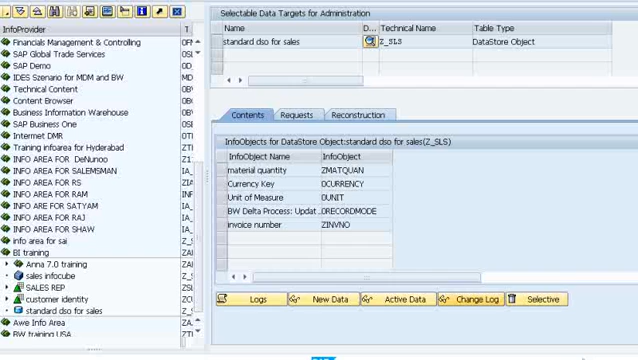 Selectable Data Targets for Administration
InfoProvider
T
Financials Management & Controlling
SAP Global Trade Services
SAP Demo
IDES Szenario for MDM and BW
Technical Content
Content Browser
Business Information Warehouse
SAP Business One
Internet DMR
Training infoarea for Hyderabad
INFO AREA FOR DeNunoo
INFO AREA FOR SALEMSMAN
INFO AREA FOR RS
INFO AREA FOR RAM
INFO ARE FOR SATYAM
INFO AREA FOR RAJ
INFO AREA FOR SHAW
info area for sai
BI training
Anna 7.0 training
sales infocube
SALES REP
customer identity
standard dso for sales
Awe Info Area
BW training USA
Name D... Technical Name Table Type
standard dso for sales Z_SLS DataStore Object
Contents Requests Reconstruction
InfoObjects for DataStore Object:standard dso for sales(Z_SLS)
InfoObject Name InfoObject
material quantity ZMATQUAN
Currency Key 0CURRENCY
Unit of Measure 0UNIT
BW Delta Process: Updat... 0RECORDMODE
invoice number ZINVNO
Logs New Data Active Data Change Log Selective